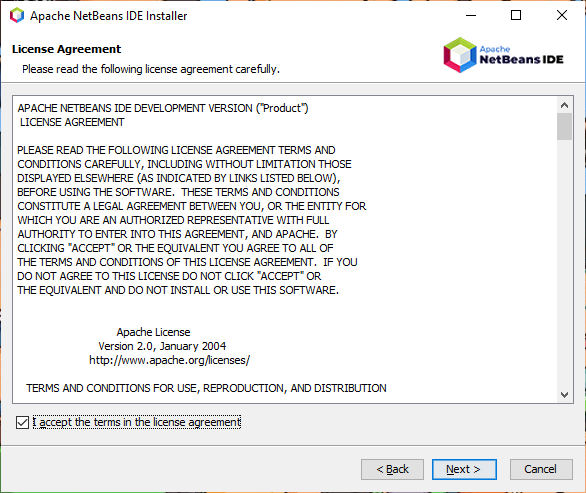 Apache NetBeans IDE Installer
License Agreement
Please read the following license agreement carefully.
Apache
NetBeans IDE
APACHE NETBEANS IDE DEVELOPMENT VERSION ("Product")
LICENSE AGREEMENT
PLEASE READ THE FOLLOWING LICENSE AGREEMENT TERMS AND
CONDITIONS CAREFULLY, INCLUDING WITHOUT LIMITATION THOSE
DISPLAYED ELSEWHERE (AS INDICATED BY LINKS LISTED BELOW),
BEFORE USING THE SOFTWARE.  THESE TERMS AND CONDITIONS
CONSTITUTE A LEGAL AGREEMENT BETWEEN YOU, OR THE ENTITY FOR
WHICH YOU ARE AN AUTHORIZED REPRESENTATIVE WITH FULL
AUTHORITY TO ENTER INTO THIS AGREEMENT, AND APACHE.  BY
CLICKING "ACCEPT" OR THE EQUIVALENT YOU AGREE TO ALL OF
THE TERMS AND CONDITIONS OF THIS LICENSE AGREEMENT.  IF YOU
DO NOT AGREE TO THIS LICENSE DO NOT CLICK "ACCEPT" OR
THE EQUIVALENT AND DO NOT INSTALL OR USE THIS SOFTWARE.
Apache License
Version 2.0, January 2004
http://www.apache.org/licenses/
TERMS AND CONDITIONS FOR USE, REPRODUCTION, AND DISTRIBUTION
I accept the terms in the license agreement
< Back
Next >
Cancel